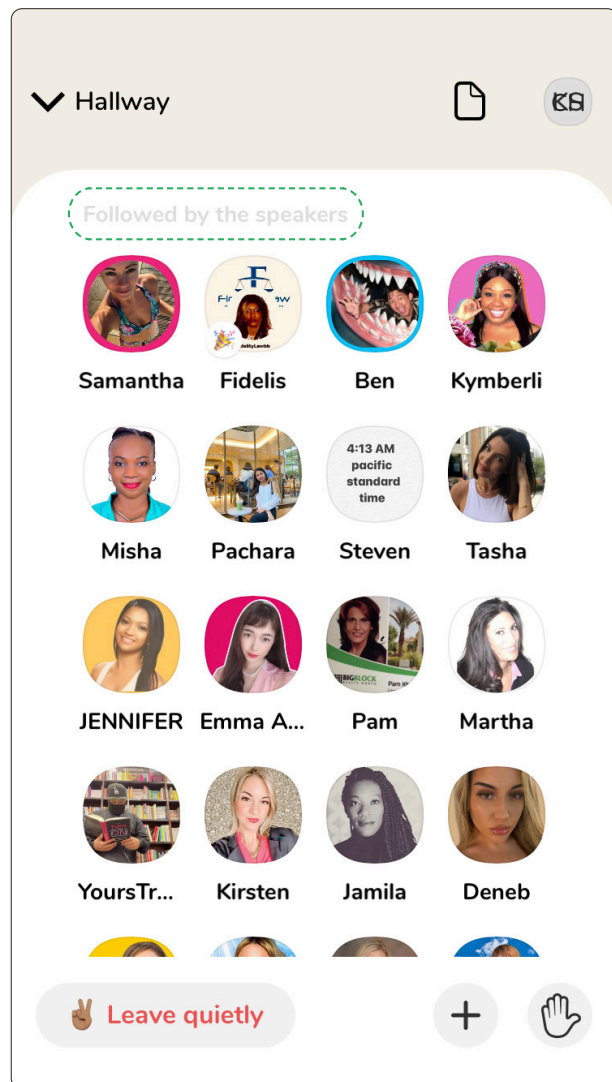 Hallway
Followed by the speakers
Samantha Fidelis Ben Kymberli
4:13 AM
pacific
standard
time
Misha Pachara Steven Tasha
BIGBLOCK
JENNIFER Emma A... Pam Martha
YoursTr... Kirsten Jamila Deneb
Leave quietly